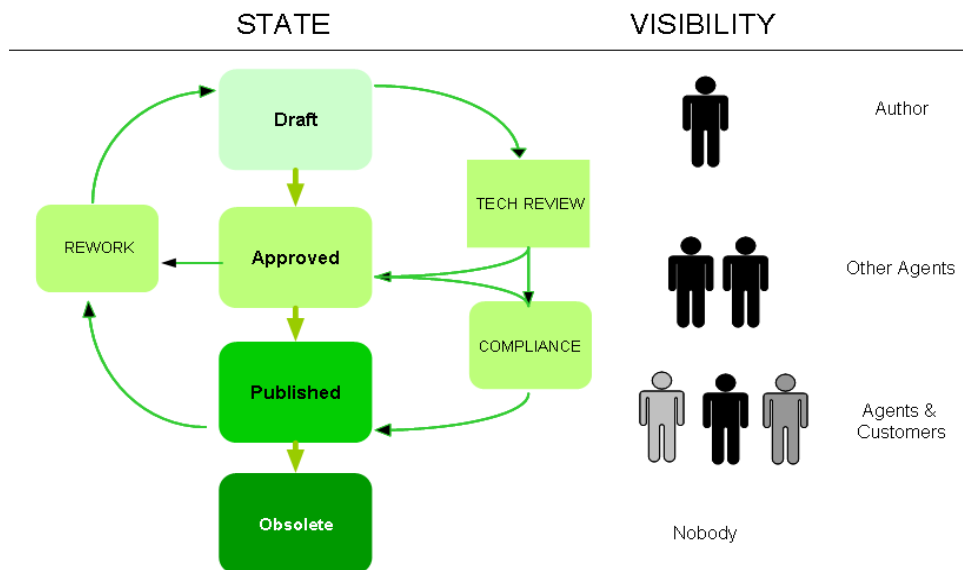 STATE
VISIBILITY
Draft
Author
TECH REVIEW
REWORK
Approved
Other Agents
COMPLIANCE
Published
Agents &
Customers
Obsolete
Nobody